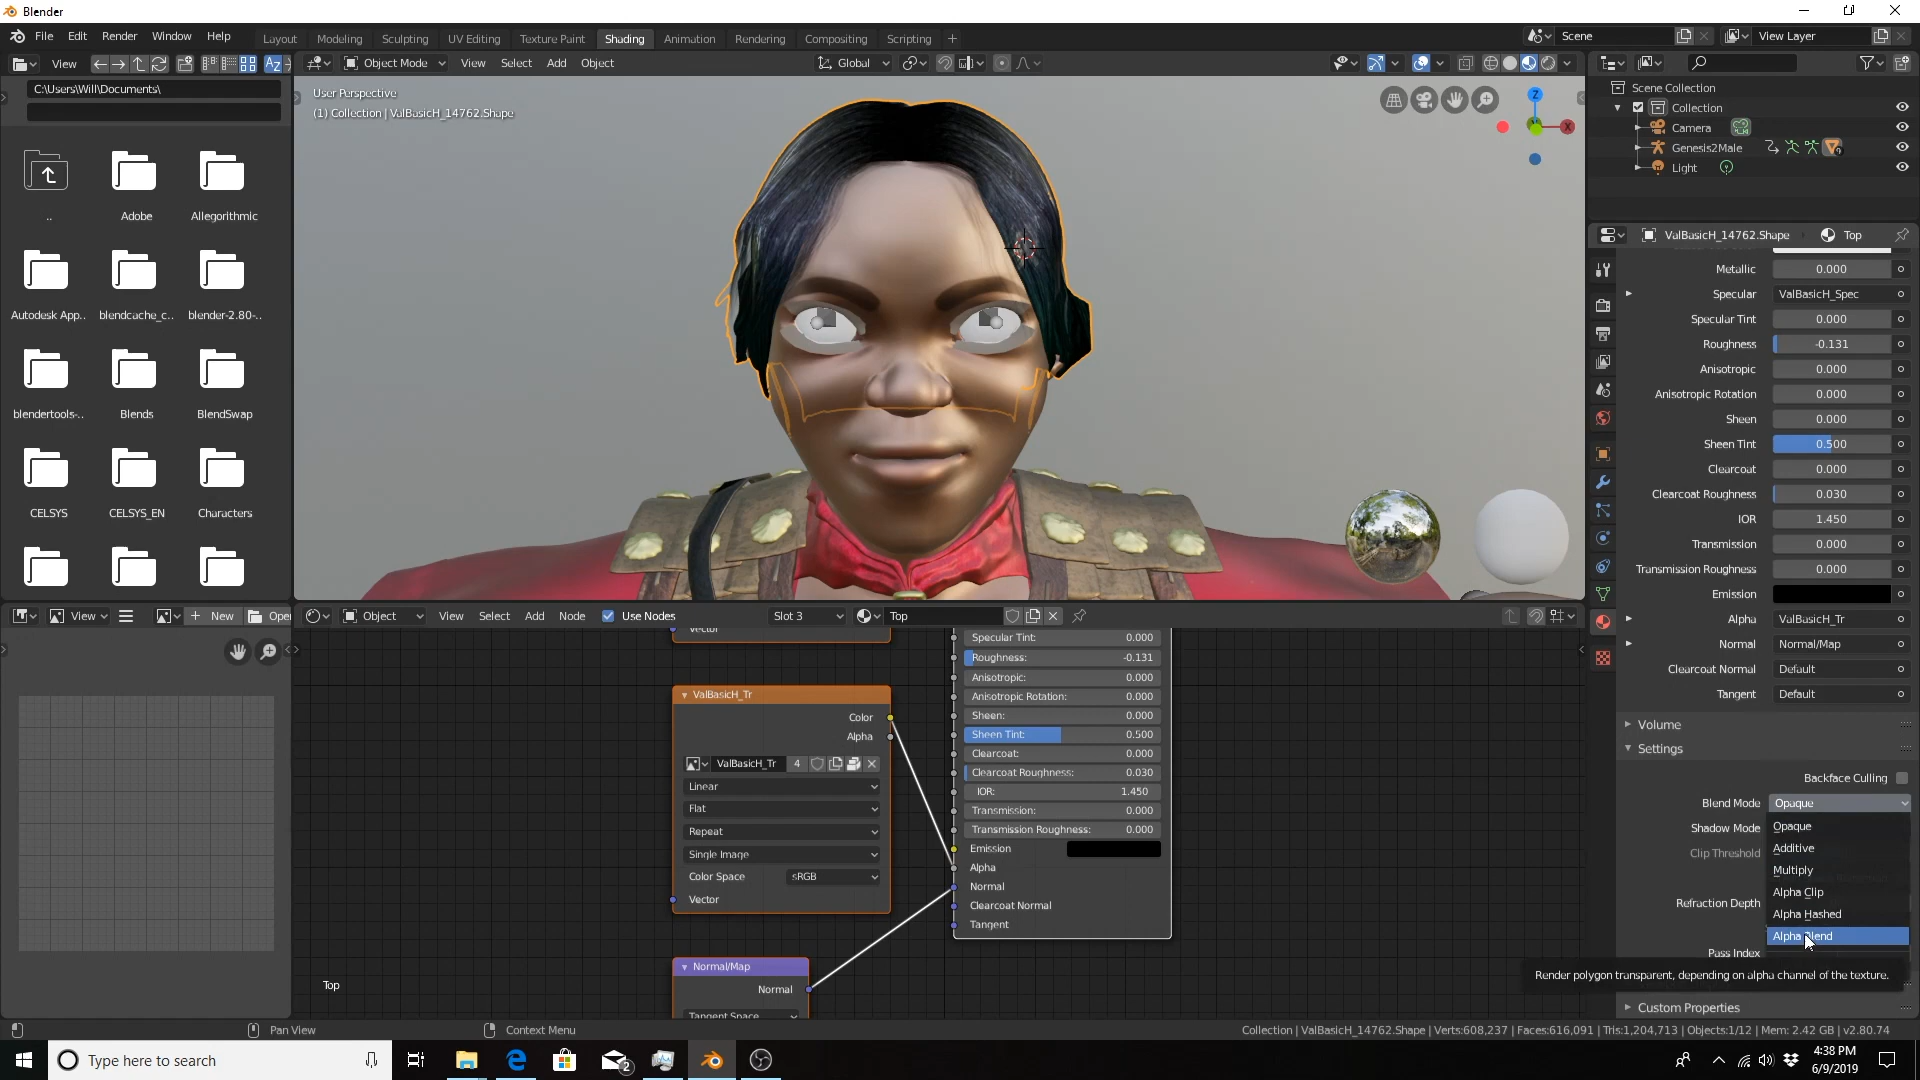 Blender
File Edit Render Window Help
Layout Modeling Sculpting UV Editing Texture Paint Shading Animation Rendering Compositing Scripting +
Scene
View Layer
View
Object Mode View Select Add Object
Global
C:\Users\Will\Documents\
User Perspective
(1) Collection | ValBasicH_14762.Shape
Z
X
Scene Collection
Collection
Camera
Genesis2Male
Light
..
Adobe
Allegorithmic
Autodesk App..
blendcache_c..
blender-2.80-..
blendertools-..
Blends
BlendSwap
CELSYS
CELSYS_EN
Characters
ValBasicH_14762.Shape Top
Metallic 0.000
Specular ValBasicH_Spec
Specular Tint 0.000
Roughness -0.131
Anisotropic 0.000
Anisotropic Rotation 0.000
Sheen 0.000
Sheen Tint 0.500
Clearcoat 0.000
Clearcoat Roughness 0.030
IOR 1.450
Transmission 0.000
Transmission Roughness 0.000
Emission
Alpha ValBasicH_Tr
Normal Normal/Map
Clearcoat Normal Default
Tangent Default
Volume
Settings
Backface Culling
Blend Mode Opaque
Shadow Mode
Clip Threshold
Refraction Depth
Pass Index
Opaque
Additive
Multiply
Alpha Clip
Alpha Hashed
Alpha Blend
Render polygon transparent, depending on alpha channel of the texture.
Custom Properties
View
New
Open
Object View Select Add Node Use Nodes Slot 3 Top
Vector
ValBasicH_Tr
Color
Alpha
ValBasicH_Tr 4
Linear
Flat
Repeat
Single Image
Color Space sRGB
Vector
Normal/Map
Normal
Tangent Space
Specular Tint: 0.000
Roughness: -0.131
Anisotropic: 0.000
Anisotropic Rotation: 0.000
Sheen: 0.000
Sheen Tint: 0.500
Clearcoat: 0.000
Clearcoat Roughness: 0.030
IOR: 1.450
Transmission: 0.000
Transmission Roughness: 0.000
Emission
Alpha
Normal
Clearcoat Normal
Tangent
Top
Pan View
Context Menu
Collection | ValBasicH_14762.Shape | Verts:608,237 | Faces:616,091 | Tris:1,204,713 | Objects:1/12 | Mem: 2.42 GB | v2.80.74
Type here to search
2
4:38 PM
6/9/2019